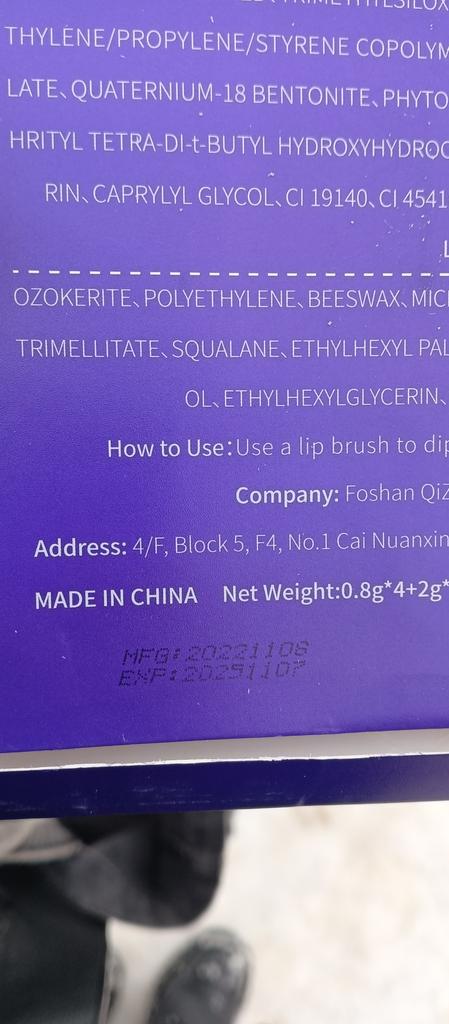 THYLENE/PROPYLENE/STYRENE COPOLYM
LATE、QUATERNIUM-18 BENTONITE、PHYTO
HRITYL TETRA-DI-t-BUTYL HYDROXYHYDROC
RIN、CAPRYLYL GLYCOL、CI 19140、CI 4541
L
OZOKERITE、POLYETHYLENE、BEESWAX、MIC
TRIMELLITATE、SQUALANE、ETHYLHEXYL PAL
OL、ETHYLHEXYLGLYCERIN、
How to Use:Use a lip brush to dip
Company: Foshan QiZ
Address: 4/F, Block 5, F4, No.1 Cai Nuanxin
MADE IN CHINA Net Weight:0.8g*4+2g*
MFG:20221108
EXP:20251107